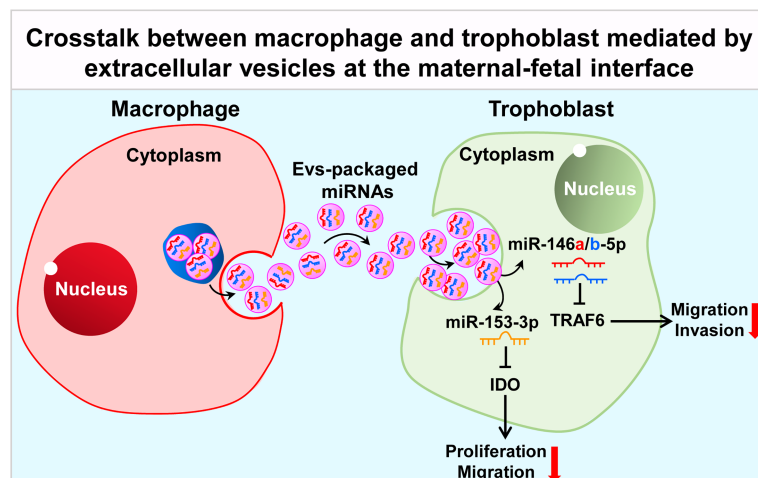 Crosstalk between macrophage and trophoblast mediated by
extracellular vesicles at the maternal-fetal interface
Macrophage
Trophoblast
Cytoplasm
Cytoplasm
Evs-packaged
miRNAs
Nucleus
Nucleus
miR-146a/b-5p
miR-153-3p
TRAF6
Migration
Invasion
IDO
Proliferation
Migration